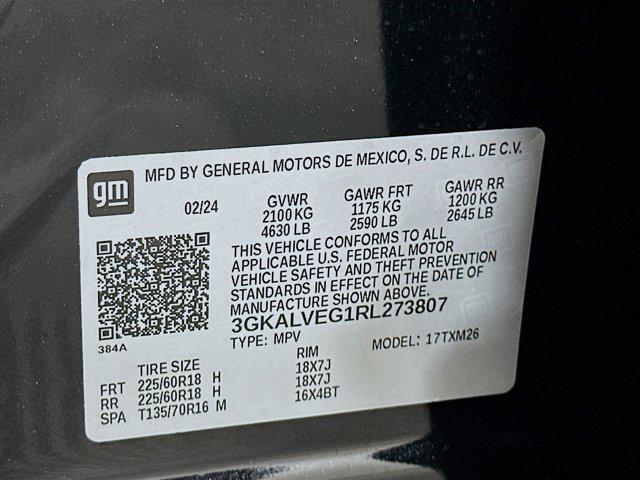 gm
MFD BY GENERAL MOTORS DE MEXICO, S. DE R.L. DE C.V.
02/24 GVWR GAWR FRT GAWR RR
2100 KG 1175 KG 1200 KG
4630 LB 2590 LB 2645 LB
THIS VEHICLE CONFORMS TO ALL
APPLICABLE U.S. FEDERAL MOTOR
VEHICLE SAFETY AND THEFT PREVENTION
STANDARDS IN EFFECT ON THE DATE OF
MANUFACTURE SHOWN ABOVE.
3GKALVEG1RL273807
TYPE: MPV MODEL: 17TXM26
384A
TIRE SIZE RIM
FRT 225/60R18 H 18X7J
RR 225/60R18 H 18X7J
SPA T135/70R16 M 16X4BT